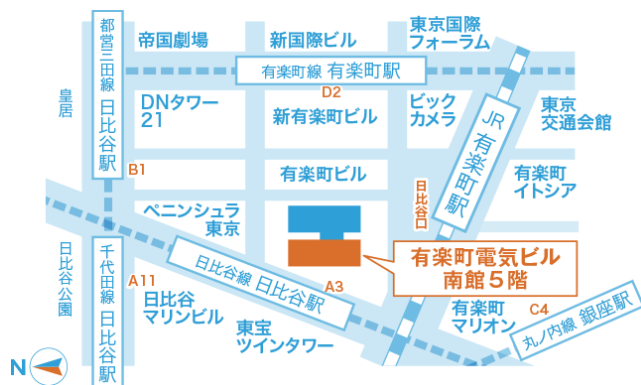 都営三田線 日比谷駅
帝国劇場
新国際ビル
東京国際
フォーラム
有楽町線 有楽町駅
D2
皇居
DNタワー
21
新有楽町ビル
ビック
カメラ
JR 有楽町駅
東京
交通会館
B1
有楽町ビル
日比谷口
有楽町
イトシア
ペニンシュラ
東京
日比谷公園
千代田線 日比谷駅
A11
日比谷線 日比谷駅
A3
有楽町電気ビル
南館5階
日比谷
マリンビル
東宝
ツインタワー
有楽町
マリオン
C4
丸ノ内線 銀座駅
N